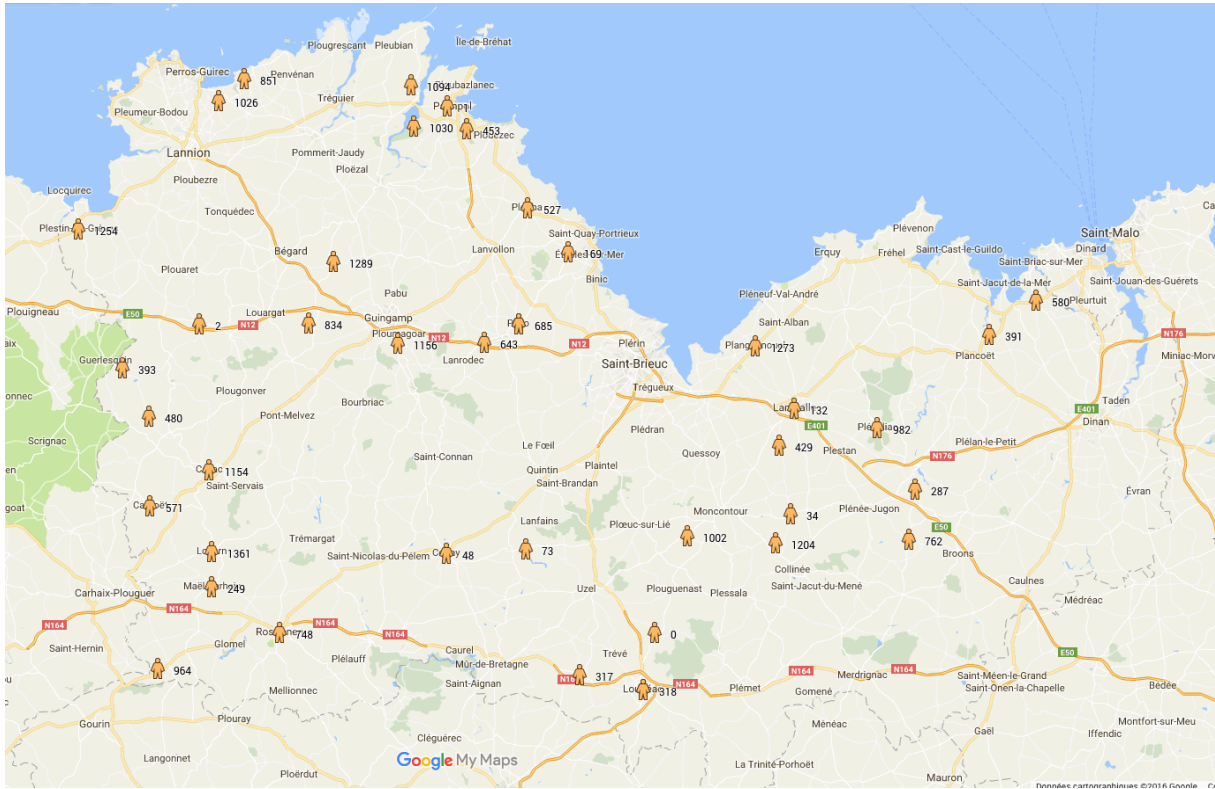 Plougrescant
Pleubian
Île-de-Bréhat
Perros-Guirec
851
Penvénan
1094
1026
Tréguier
1
Pleumeur-Bodou
1030
453
Lannion
Pommerit-Jaudy
Ploëzal
Ploubezre
Locquirec
Tonquédec
527
Plévenon
1254
Saint-Quay-Portrieux
Saint-Malo
Saint-Cast-le-Guildo
Dinard
Bégard
Lanvollon
Erquy
Fréhel
169
1289
Saint-Briac-sur-Mer
Plouaret
Binic
Saint-Jacut-de-la-Mer
Saint-Jouan-des-Guérets
Pabu
Pléneuf-Val-André
580
Pleurtuit
Plouigneau
E50
Louargat
Guingamp
2
N12
834
685
Saint-Alban
N176
Ploumagoar
N12
643
N12
Plérin
391
1156
1273
Guerlesquin
Lanrodec
Saint-Brieuc
Plancoët
393
Plougonver
Trégueux
Bourbriac
Taden
480
Pont-Melvez
132
E401
Plédran
E401
982
Dinan
Scrignac
Le Fœil
429
Plestan
Plélan-le-Petit
Saint-Connan
Quessoy
N176
1154
Quintin
Plaintel
Saint-Servais
Saint-Brandan
287
Évran
571
Plœuc-sur-Lié
Moncontour
34
Plénée-Jugon
Lanfains
E50
Trémargat
1002
762
1361
Saint-Nicolas-du-Pélem
48
73
1204
Broons
Collinée
Caulnes
249
Uzel
Plouguenast
Saint-Jacut-du-Mené
Carhaix-Plouguer
Plessala
Médréac
N164
N164
748
N164
0
Saint-Hernin
Glomel
Caurel
Trévé
E50
Plélauff
Mûr-de-Bretagne
964
317
N164
Merdrignac
N164
Saint-Méen-le-Grand
Saint-Aignan
N164
Bédée
Mellionnec
318
Plémet
Gomené
Saint-Onen-la-Chapelle
Plouray
Gourin
Ménéac
Montfort-sur-Meu
Gaël
Iffendic
Cléguérec
Langonnet
Google My Maps
La Trinité-Porhoët
Ploërdut
Mauron
Données cartographiques ©2016 Google